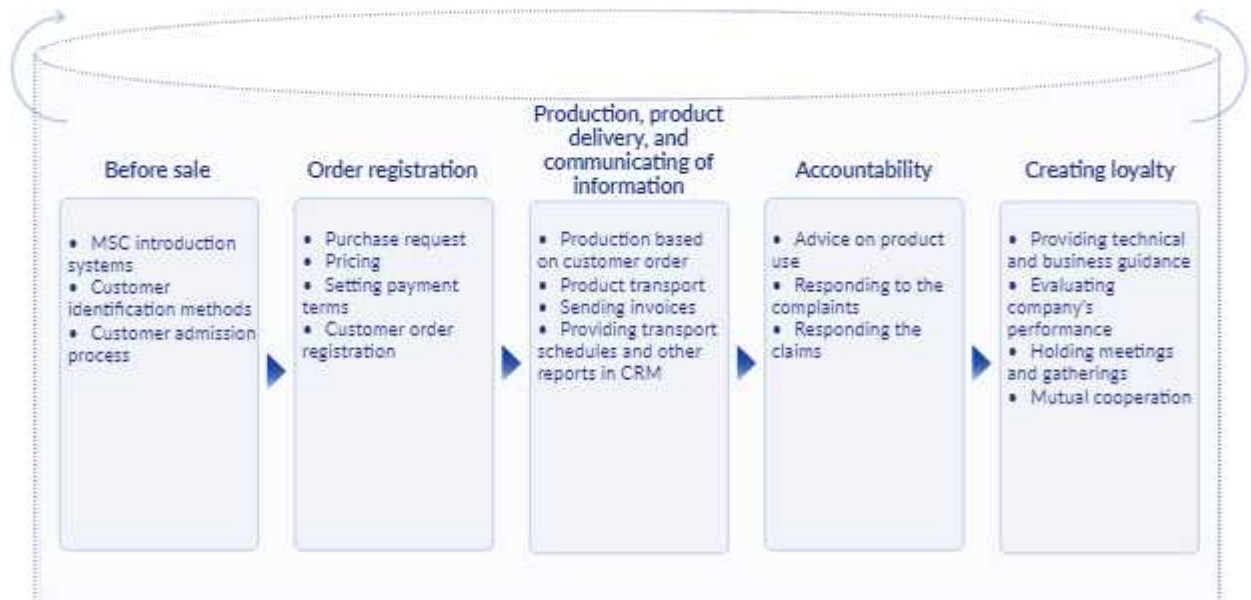 Before sale
• MSC introduction
systems
• Customer
identification methods
• Customer admission
process
Order registration
• Purchase request
• Pricing
• Setting payment
terms
• Customer order
registration
Production, product
delivery, and
communicating of
information
• Production based
on customer order
• Product transport
• Sending invoices
• Providing transport
schedules and other
reports in CRM
Accountability
• Advice on product
use
• Responding to the
complaints
• Responding the
claims
Creating loyalty
• Providing technical
and business guidance
• Evaluating
company's
performance
• Holding meetings
and gatherings
• Mutual cooperation